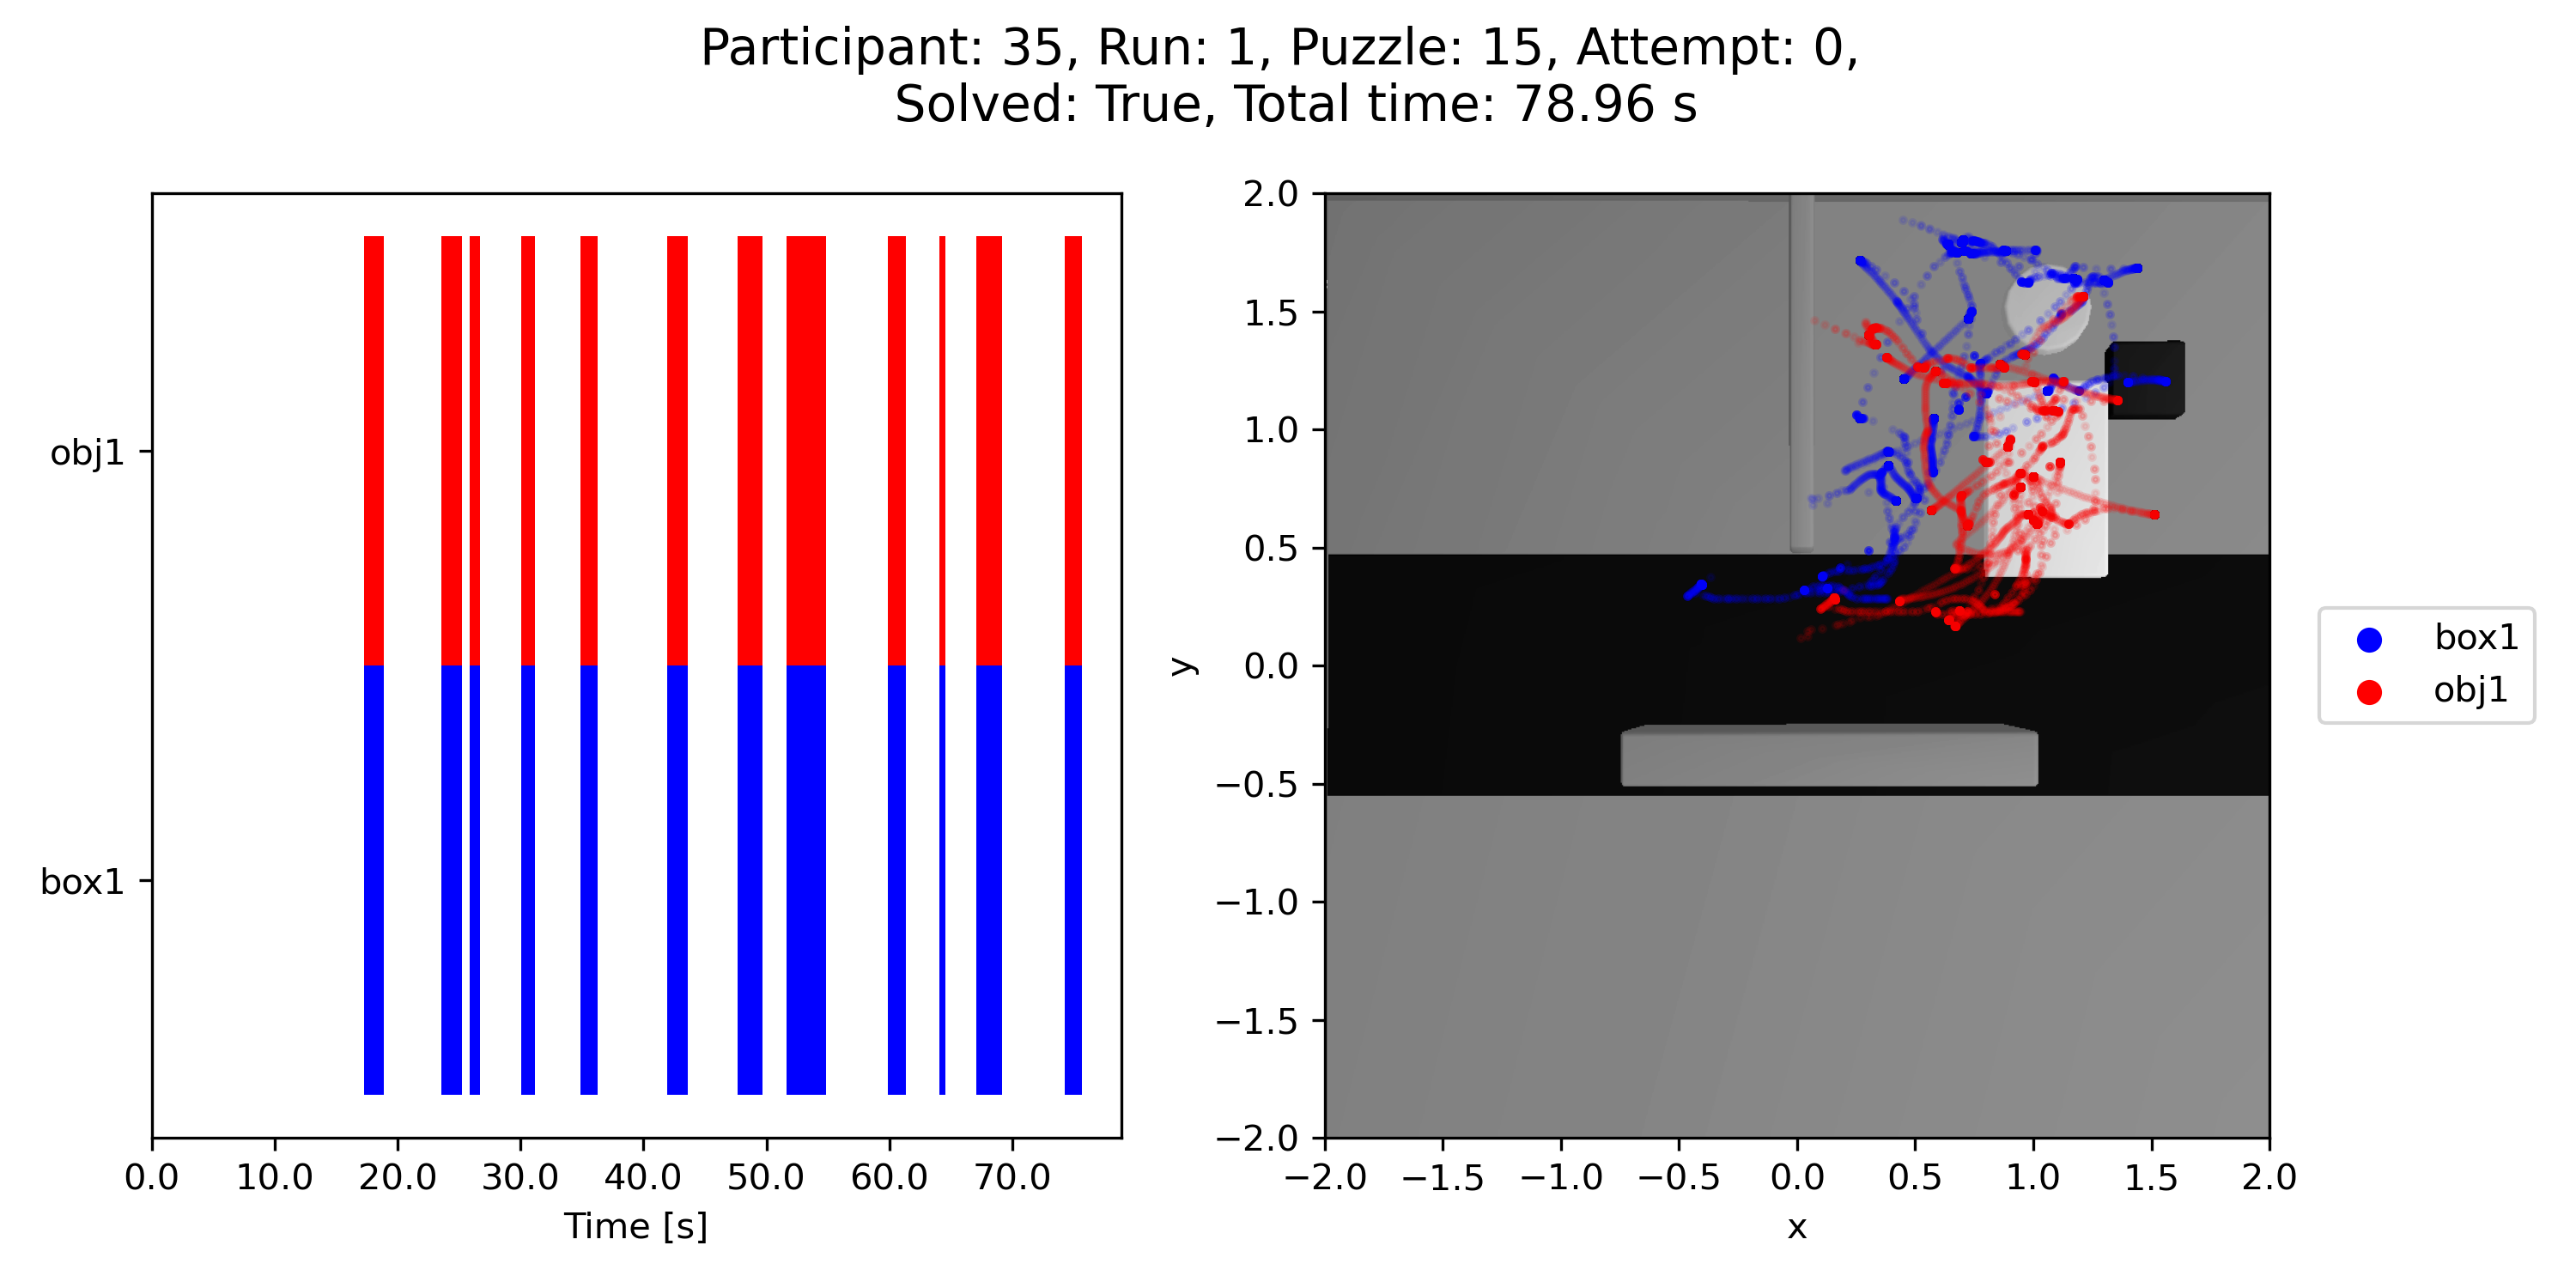 Participant: 35, Run: 1, Puzzle: 15, Attempt: 0,
Solved: True, Total time: 78.96 s
obj1
box1
0.0 10.0 20.0 30.0 40.0 50.0 60.0 70.0
Time [s]
2.0
1.5
1.0
0.5
0.0
−0.5
−1.0
−1.5
−2.0
y
−2.0 −1.5 −1.0 −0.5 0.0 0.5 1.0 1.5 2.0
x
box1
obj1